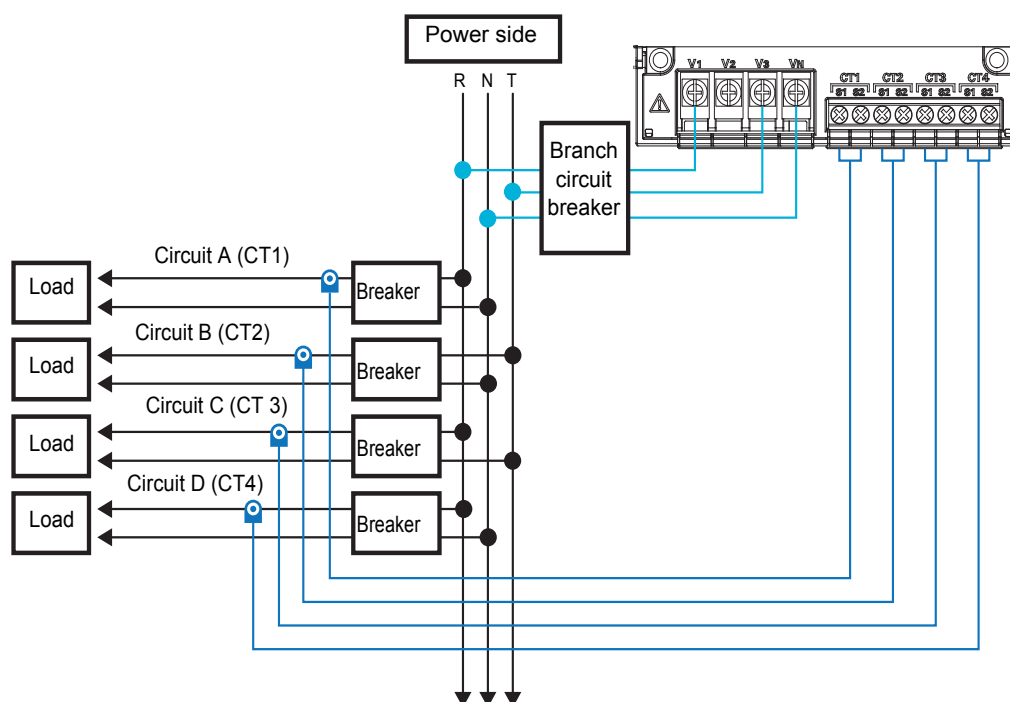 Power side
R N T
V1 V2 V3 VN
CT1 CT2 CT3 CT4
S1 S2 S1 S2 S1 S2 S1 S2
Branch
circuit
breaker
Circuit A (CT1)
Load
Breaker
Circuit B (CT2)
Load
Breaker
Circuit C (CT 3)
Load
Breaker
Circuit D (CT4)
Load
Breaker
R N T